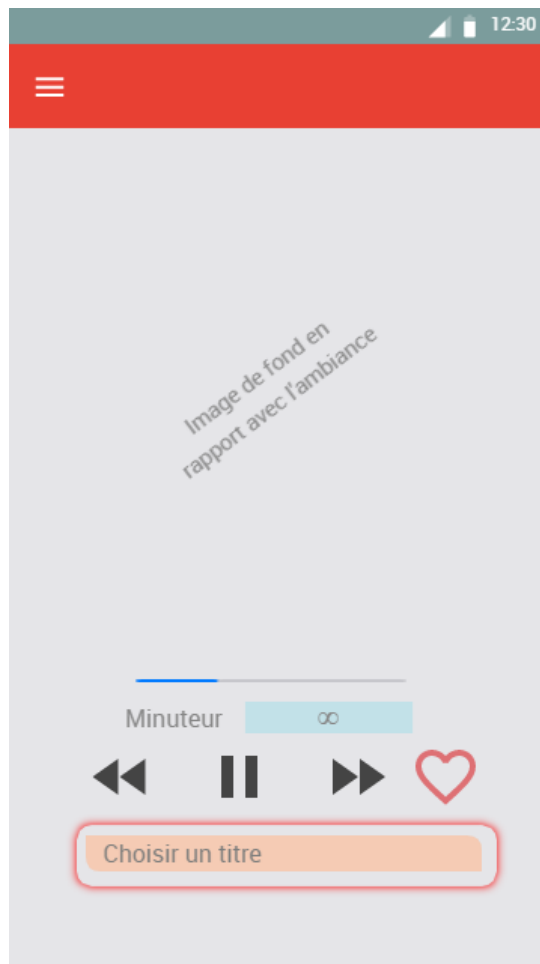 12:30
Image de fond en
rapport avec l'ambiance
Minuteur
∞
Choisir un titre